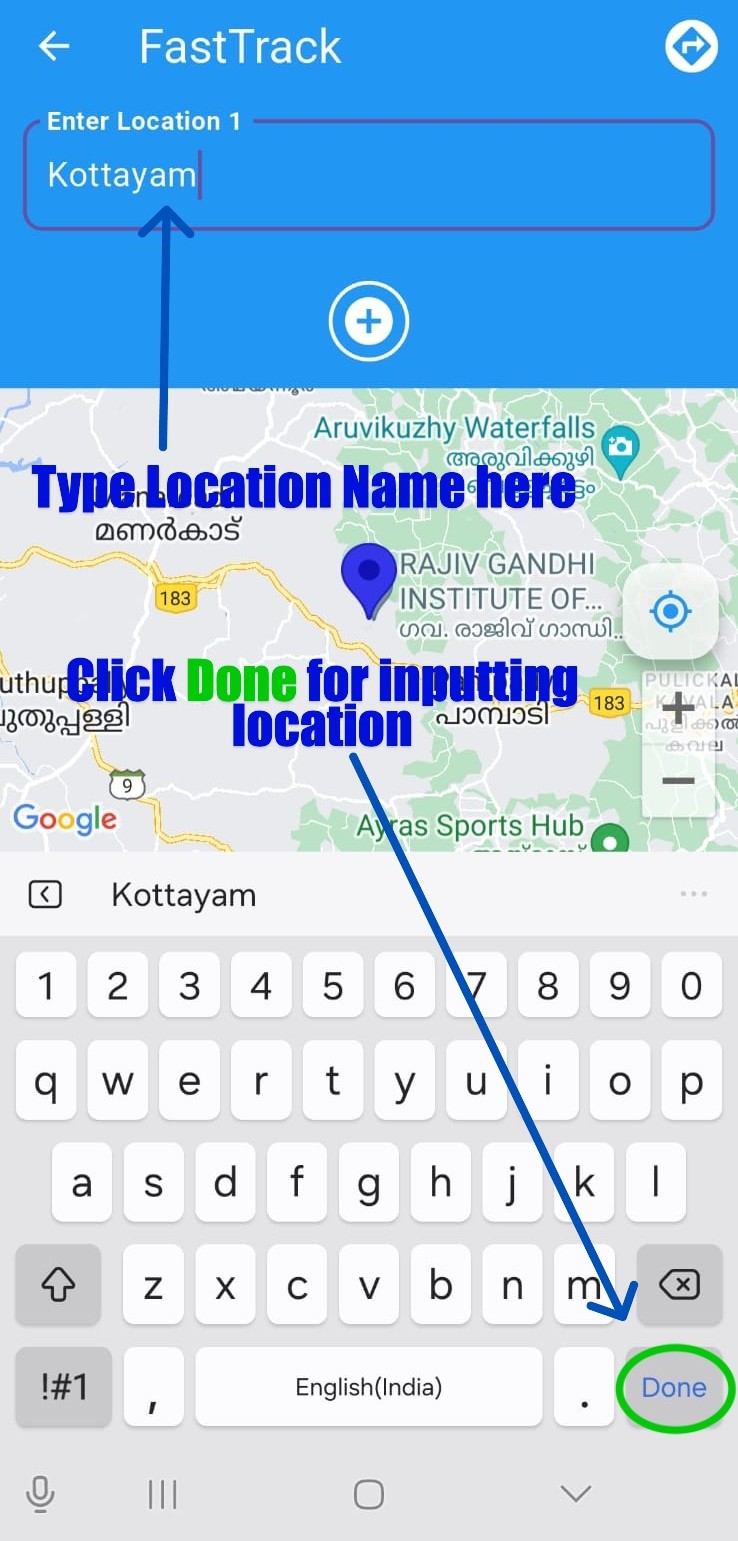 FastTrack
Enter Location 1
Kottayam
Aruvikuzhy Waterfalls
അരുവിക്കുഴി
Type Location Name here
മണർകാട്
RAJIV GANDHI
INSTITUTE OF...
ഗവ. രാജിവ് ഗാന്ധി...
183
Click Done for inputting
location
183
പാമ്പാടി
പുതുപ്പള്ളി
PULICKAL
KAVALA
പുളിക്കൽ
കവല
+
−
9
Google
Ayras Sports Hub
Kottayam
...
1 2 3 4 5 6 7 8 9 0
q w e r t y u i o p
a s d f g h j k l
z x c v b n m
!#1 , English(India) . Done